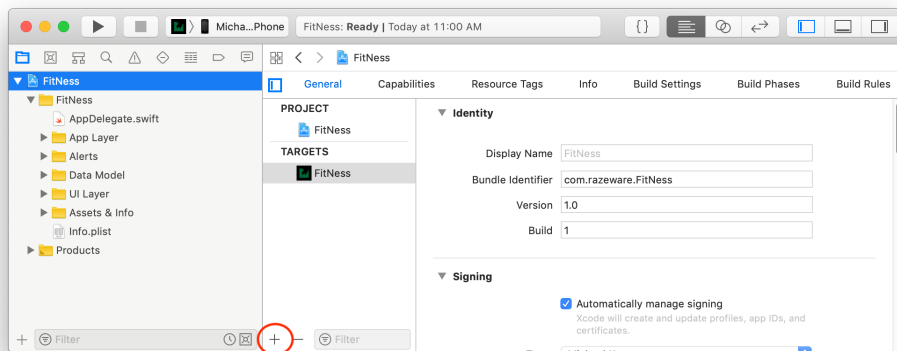 Micha...Phone
FitNess: Ready | Today at 11:00 AM
FitNess
FitNess
General Capabilities Resource Tags Info Build Settings Build Phases Build Rules
FitNess
AppDelegate.swift
App Layer
Alerts
Data Model
UI Layer
Assets & Info
Info.plist
Products
Filter
PROJECT
FitNess
TARGETS
FitNess
Filter
Identity
Display Name FitNess
Bundle Identifier com.razeware.FitNess
Version 1.0
Build 1
Signing
Automatically manage signing
Xcode will create and update profiles, app IDs, and
certificates.